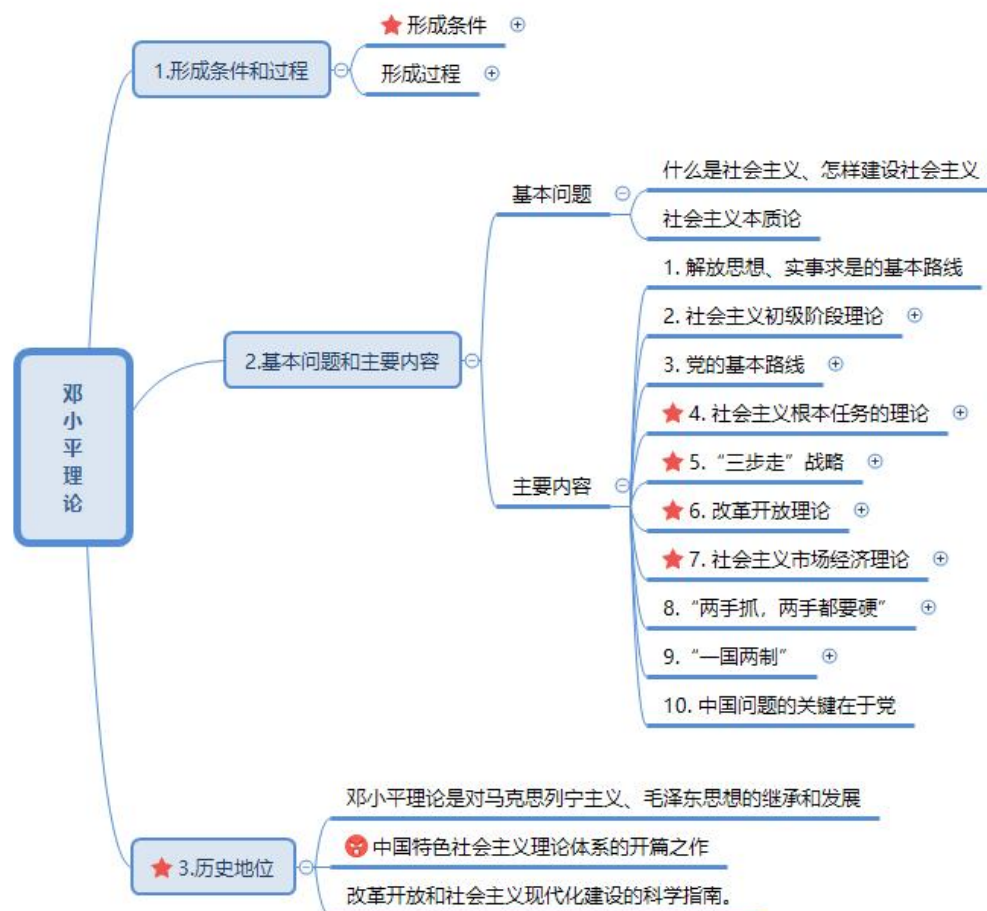 邓小平理论
1.形成条件和过程
形成条件
形成过程
2.基本问题和主要内容
基本问题
什么是社会主义、怎样建设社会主义
社会主义本质论
主要内容
1. 解放思想、实事求是的基本路线
2. 社会主义初级阶段理论
3. 党的基本路线
4. 社会主义根本任务的理论
5. “三步走”战略
6. 改革开放理论
7. 社会主义市场经济理论
8. “两手抓，两手都要硬”
9. “一国两制”
10. 中国问题的关键在于党
3.历史地位
邓小平理论是对马克思列宁主义、毛泽东思想的继承和发展
中国特色社会主义理论体系的开篇之作
改革开放和社会主义现代化建设的科学指南。